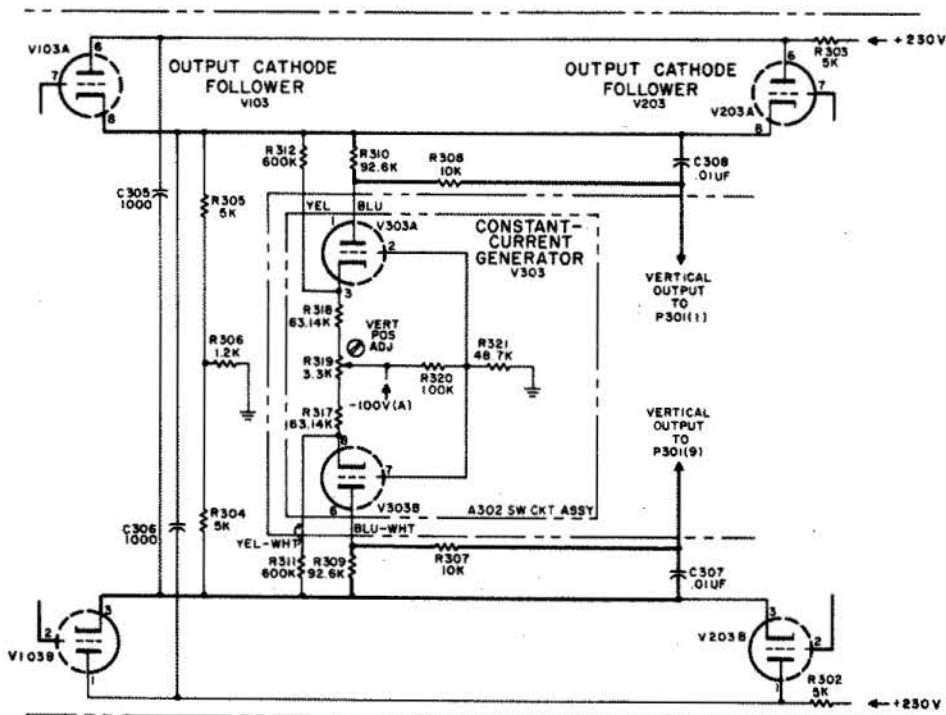 V103A
6
7
8
OUTPUT CATHODE
FOLLOWER
V103
OUTPUT CATHODE
FOLLOWER
V203
6
7
8
V203A
R303
5K
+230V
R312
600K
R310
92.6K
R308
10K
C308
.01UF
C305
1000
R305
5K
YEL
BLU
1
V303A
2
3
CONSTANT-
CURRENT
GENERATOR
V303
VERTICAL
OUTPUT
TO
P301(1)
R318
63.14K
VERT
POS
ADJ
R306
1.2K
R319
3.3K
R321
48.7K
R320
100K
-100V(A)
R317
63.14K
8
7
6
V303B
VERTICAL
OUTPUT
TO
P301(9)
A302 SW CKT ASSY
C306
1000
R304
5K
YEL-WHT
BLU-WHT
R311
600K
R309
92.6K
R307
10K
C307
.01UF
3
2
1
V103B
3
2
1
V203B
R302
5K
+230V